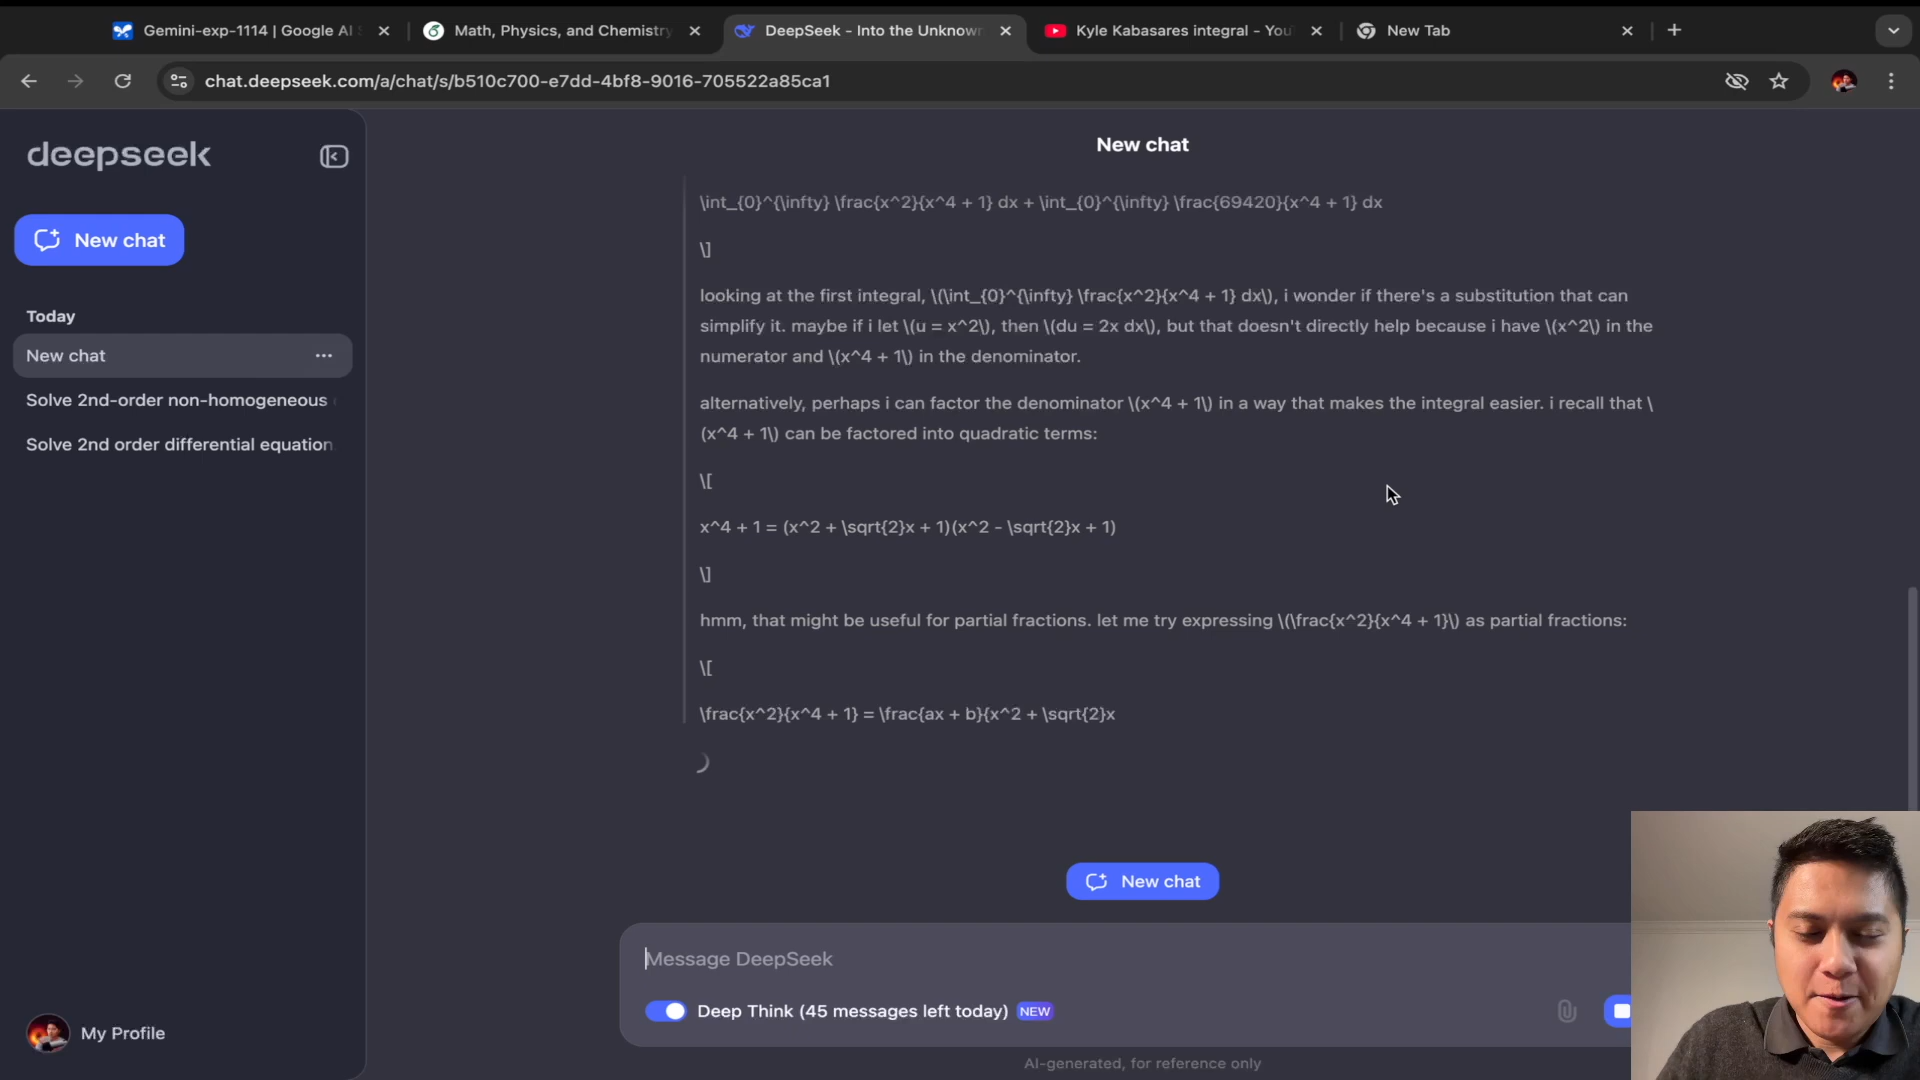 Gemini-exp-1114 | Google AI S
Math, Physics, and Chemistry
DeepSeek - Into the Unknown
Kyle Kabasares integral - You
New Tab
chat.deepseek.com/a/chat/s/b510c700-e7dd-4bf8-9016-705522a85ca1
deepseek
New chat
Today
New chat
Solve 2nd-order non-homogeneous
Solve 2nd order differential equation
My Profile
New chat
\int_{0}^{\infty} \frac{x^2}{x^4 + 1} dx + \int_{0}^{\infty} \frac{69420}{x^4 + 1} dx
\]
looking at the first integral, \(\int_{0}^{\infty} \frac{x^2}{x^4 + 1} dx\), i wonder if there's a substitution that can
simplify it. maybe if i let \(u = x^2\), then \(du = 2x dx\), but that doesn't directly help because i have \(x^2\) in the
numerator and \(x^4 + 1\) in the denominator.
alternatively, perhaps i can factor the denominator \(x^4 + 1\) in a way that makes the integral easier. i recall that \
(x^4 + 1\) can be factored into quadratic terms:
\[
x^4 + 1 = (x^2 + \sqrt{2}x + 1)(x^2 - \sqrt{2}x + 1)
\]
hmm, that might be useful for partial fractions. let me try expressing \(\frac{x^2}{x^4 + 1}\) as partial fractions:
\[
\frac{x^2}{x^4 + 1} = \frac{ax + b}{x^2 + \sqrt{2}x
New chat
Message DeepSeek
Deep Think (45 messages left today) NEW
AI-generated, for reference only